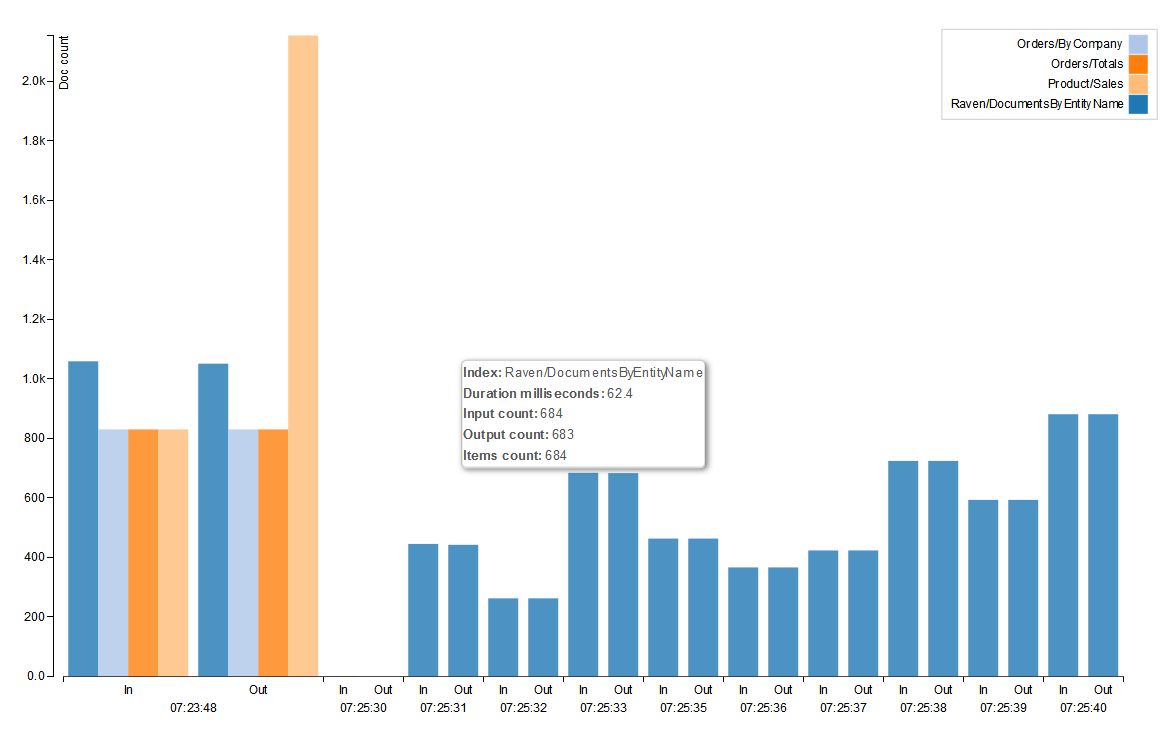 Doc count
2.0k
1.8k
1.6k
1.4k
1.2k
1.0k
800
600
400
200
0.0
Orders/ByCompany
Orders/Totals
Product/Sales
Raven/DocumentsByEntityName
Index: Raven/DocumentsByEntityName
Duration milliseconds: 62.4
Input count: 684
Output count: 683
Items count: 684
In Out In Out In Out In Out In Out In Out In Out In Out In Out In Out In Out
07:23:48 07:25:30 07:25:31 07:25:32 07:25:33 07:25:35 07:25:36 07:25:37 07:25:38 07:25:39 07:25:40